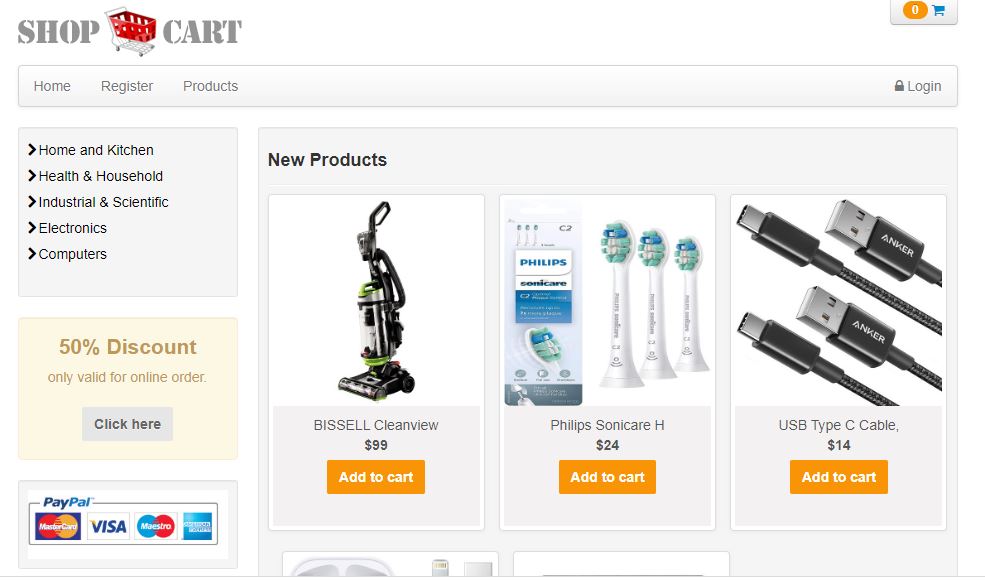 SHOP CART
0
Home Register Products Login
Home and Kitchen
Health & Household
Industrial & Scientific
Electronics
Computers
50% Discount
only valid for online order.
Click here
PayPal
MasterCard VISA Maestro AMERICAN EXPRESS
New Products
C2
PHILIPS
sonicare
C2
ANKER
ANKER
BISSELL Cleanview
$99
Add to cart
Philips Sonicare H
$24
Add to cart
USB Type C Cable,
$14
Add to cart